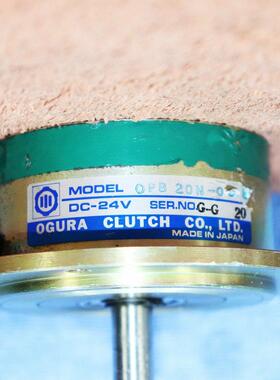 MODEL OPB 20N
DC-24V SER.NO. G-G 20
OGURA CLUTCH CO., LTD.
MADE IN JAPAN